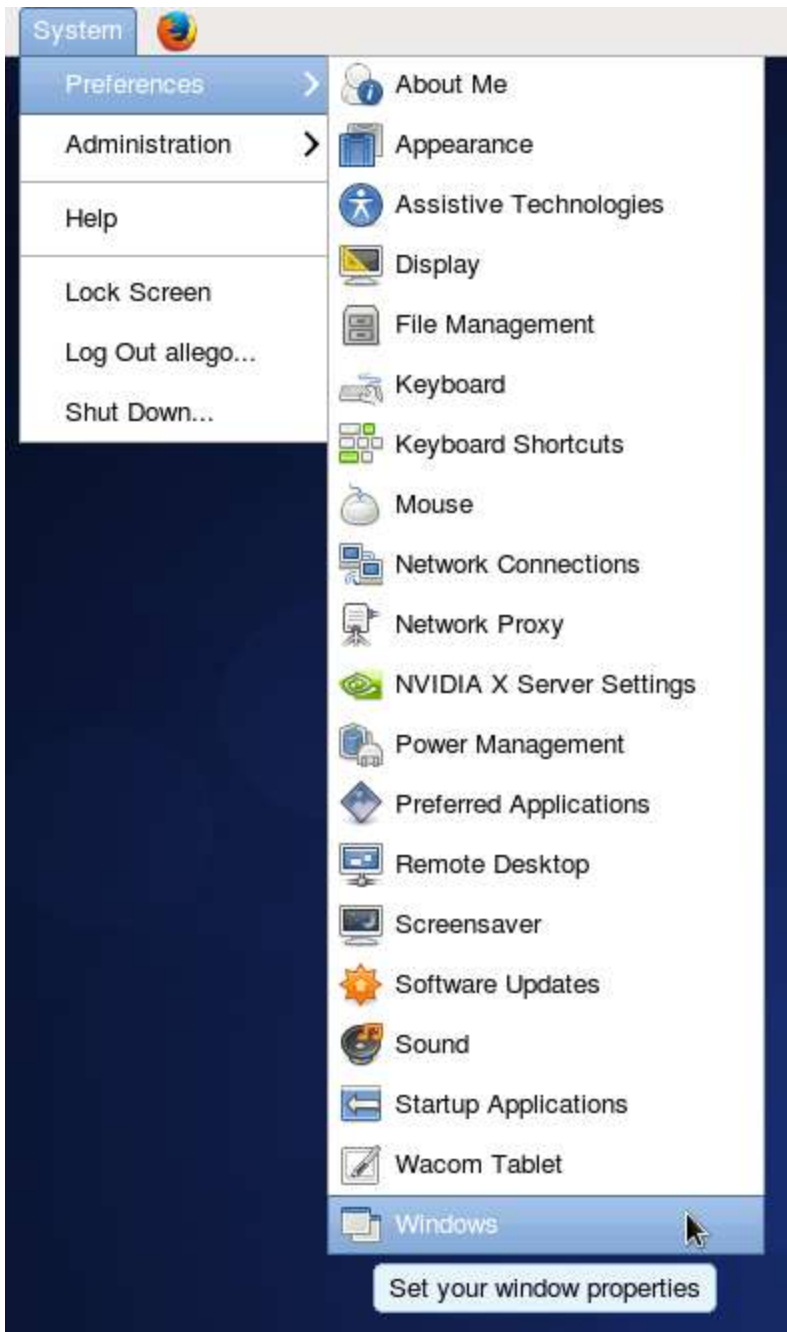 System
Preferences
Administration
Help
Lock Screen
Log Out allego...
Shut Down...
About Me
Appearance
Assistive Technologies
Display
File Management
Keyboard
Keyboard Shortcuts
Mouse
Network Connections
Network Proxy
NVIDIA X Server Settings
Power Management
Preferred Applications
Remote Desktop
Screensaver
Software Updates
Sound
Startup Applications
Wacom Tablet
Windows
Set your window properties